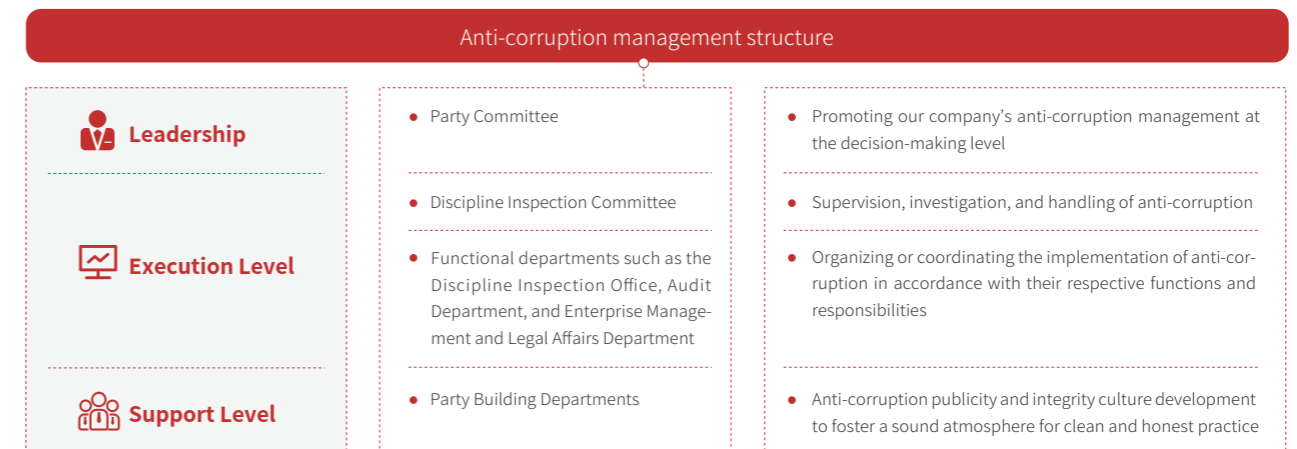 Anti-corruption management structure
Leadership
● Party Committee
● Promoting our company’s anti-corruption management at
the decision-making level
Execution Level
● Discipline Inspection Committee
● Supervision, investigation, and handling of anti-corruption
● Functional departments such as the
Discipline Inspection Office, Audit
Department, and Enterprise Manage-
ment and Legal Affairs Department
● Organizing or coordinating the implementation of anti-cor-
ruption in accordance with their respective functions and
responsibilities
Support Level
● Party Building Departments
● Anti-corruption publicity and integrity culture development
to foster a sound atmosphere for clean and honest practice